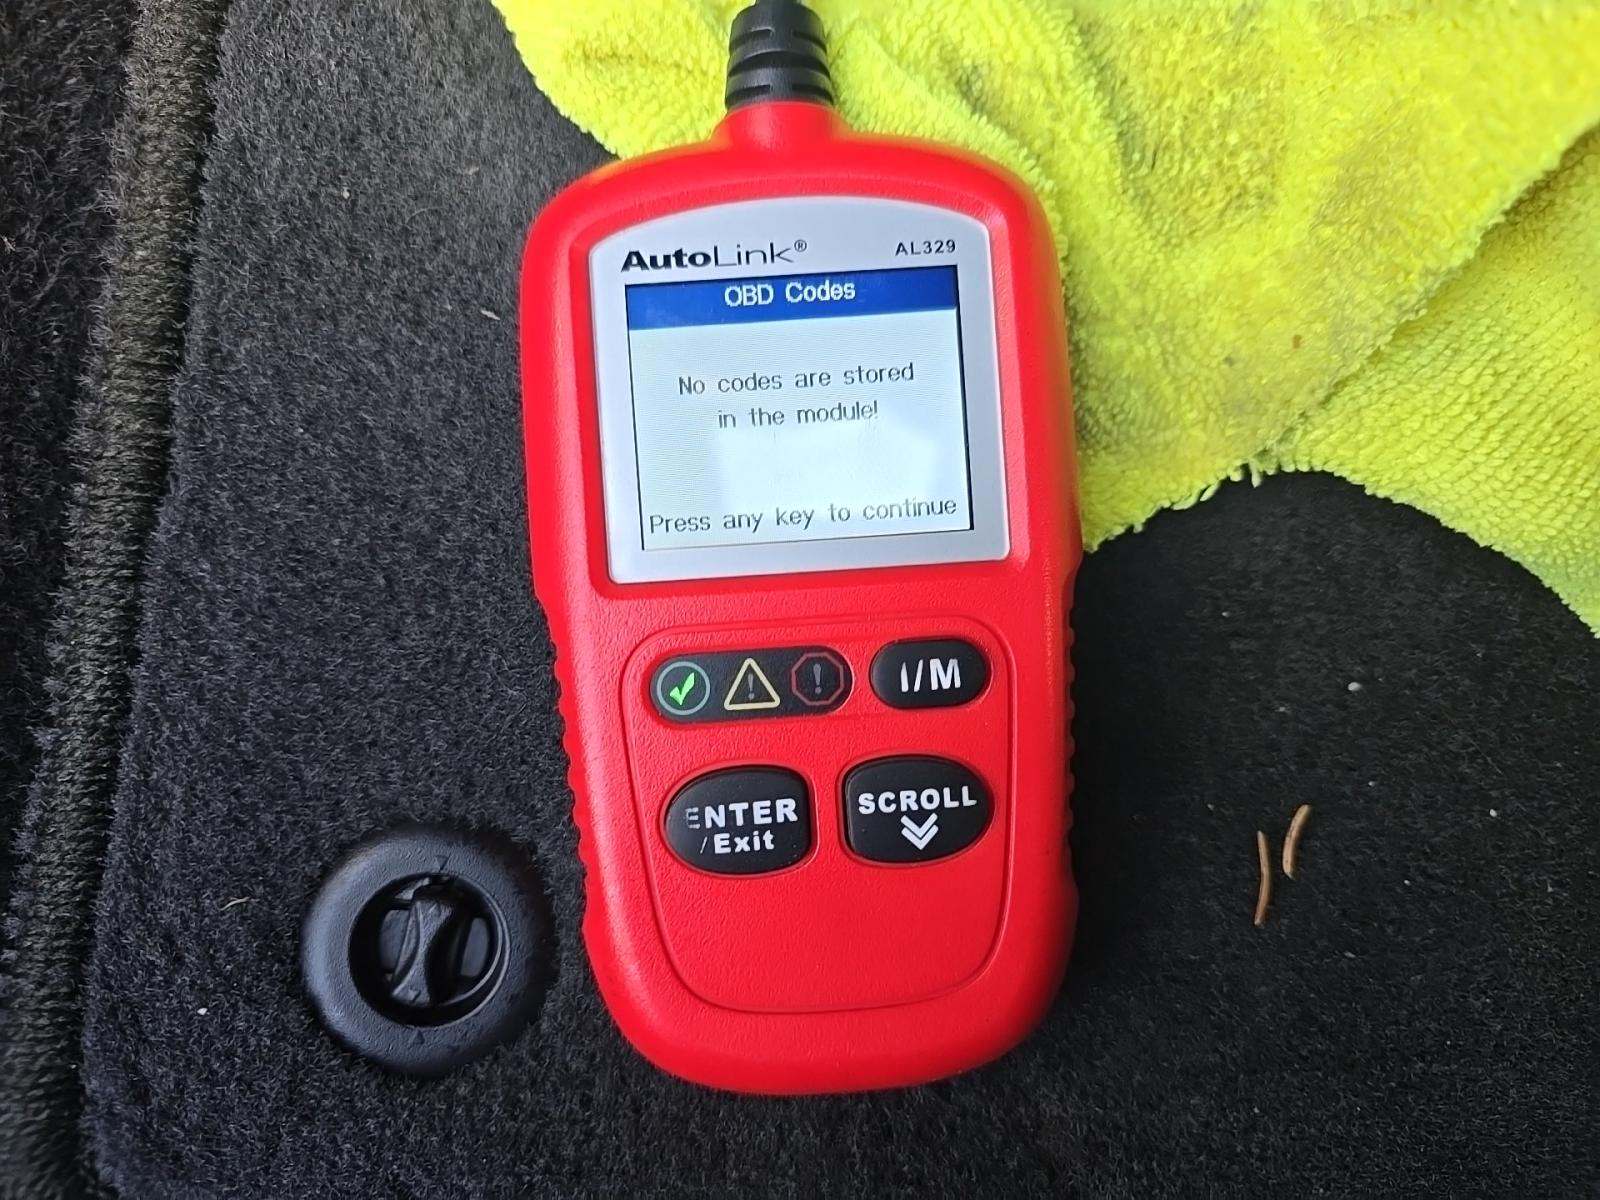 AutoLink®
AL329
OBD Codes
No codes are stored
in the module!
Press any key to continue
I/M
ENTER
/Exit
SCROLL